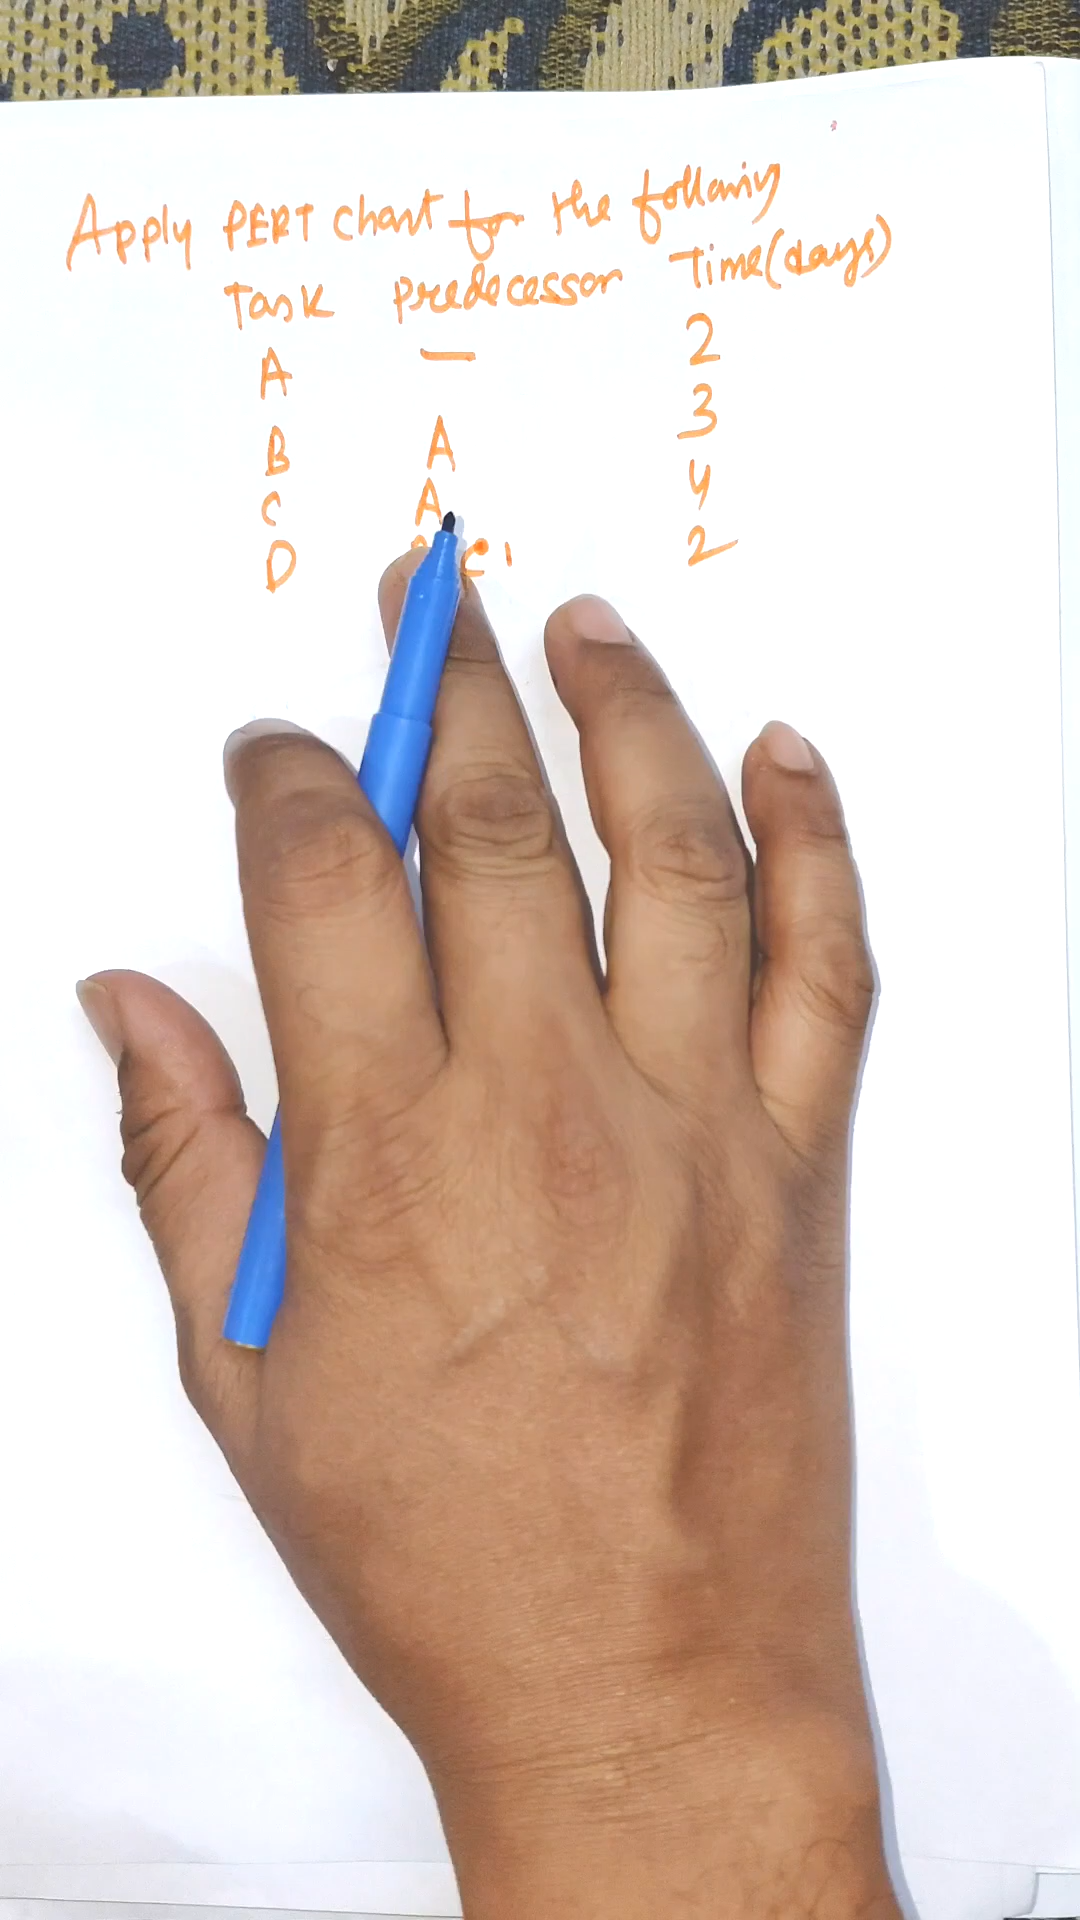 Apply PERT chart for the following
Task Predecessor Time(days)
A — 2
B A 3
C A 4
D C 2